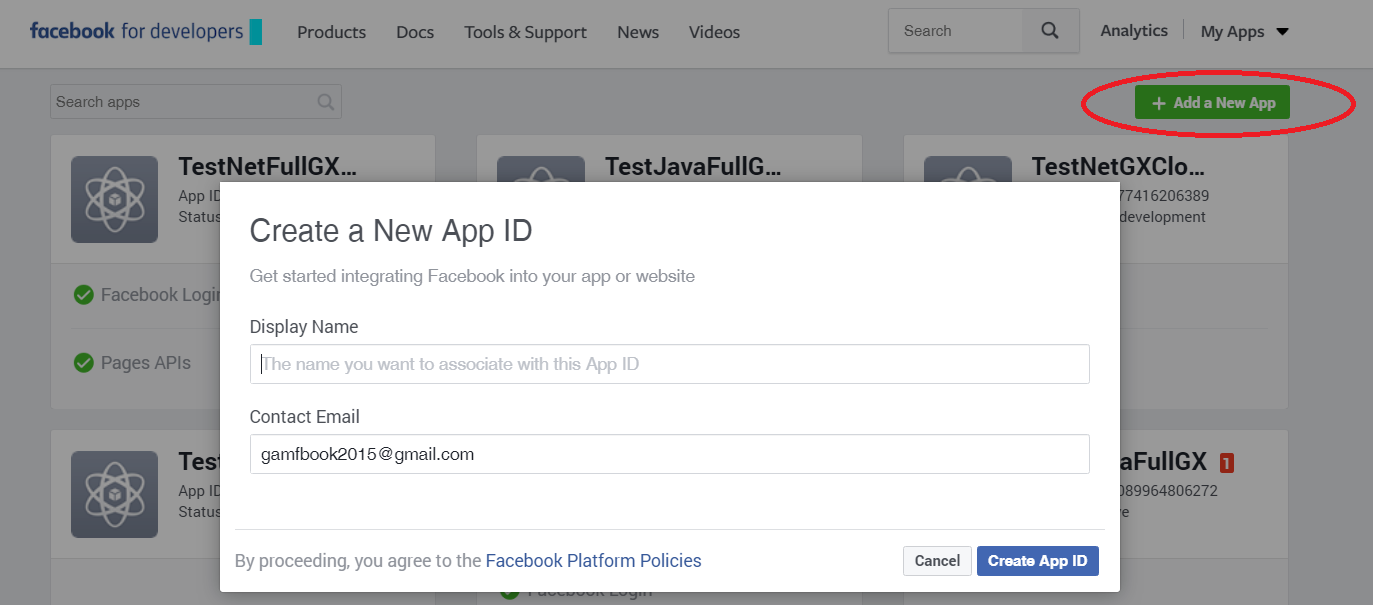 facebook for developers Products Docs Tools & Support News Videos Search Analytics My Apps
Search apps + Add a New App
TestNetFullGX... TestJavaFullG... TestNetGXClo...
App ID 77416206389
Status development
Create a New App ID
Get started integrating Facebook into your app or website
Facebook Login
Display Name
Pages APIs
The name you want to associate with this App ID
Contact Email
gamfbook2015@gmail.com
Test aFullGX 1
App ID 089964806272
Status
By proceeding, you agree to the Facebook Platform Policies Cancel Create App ID
Facebook Login